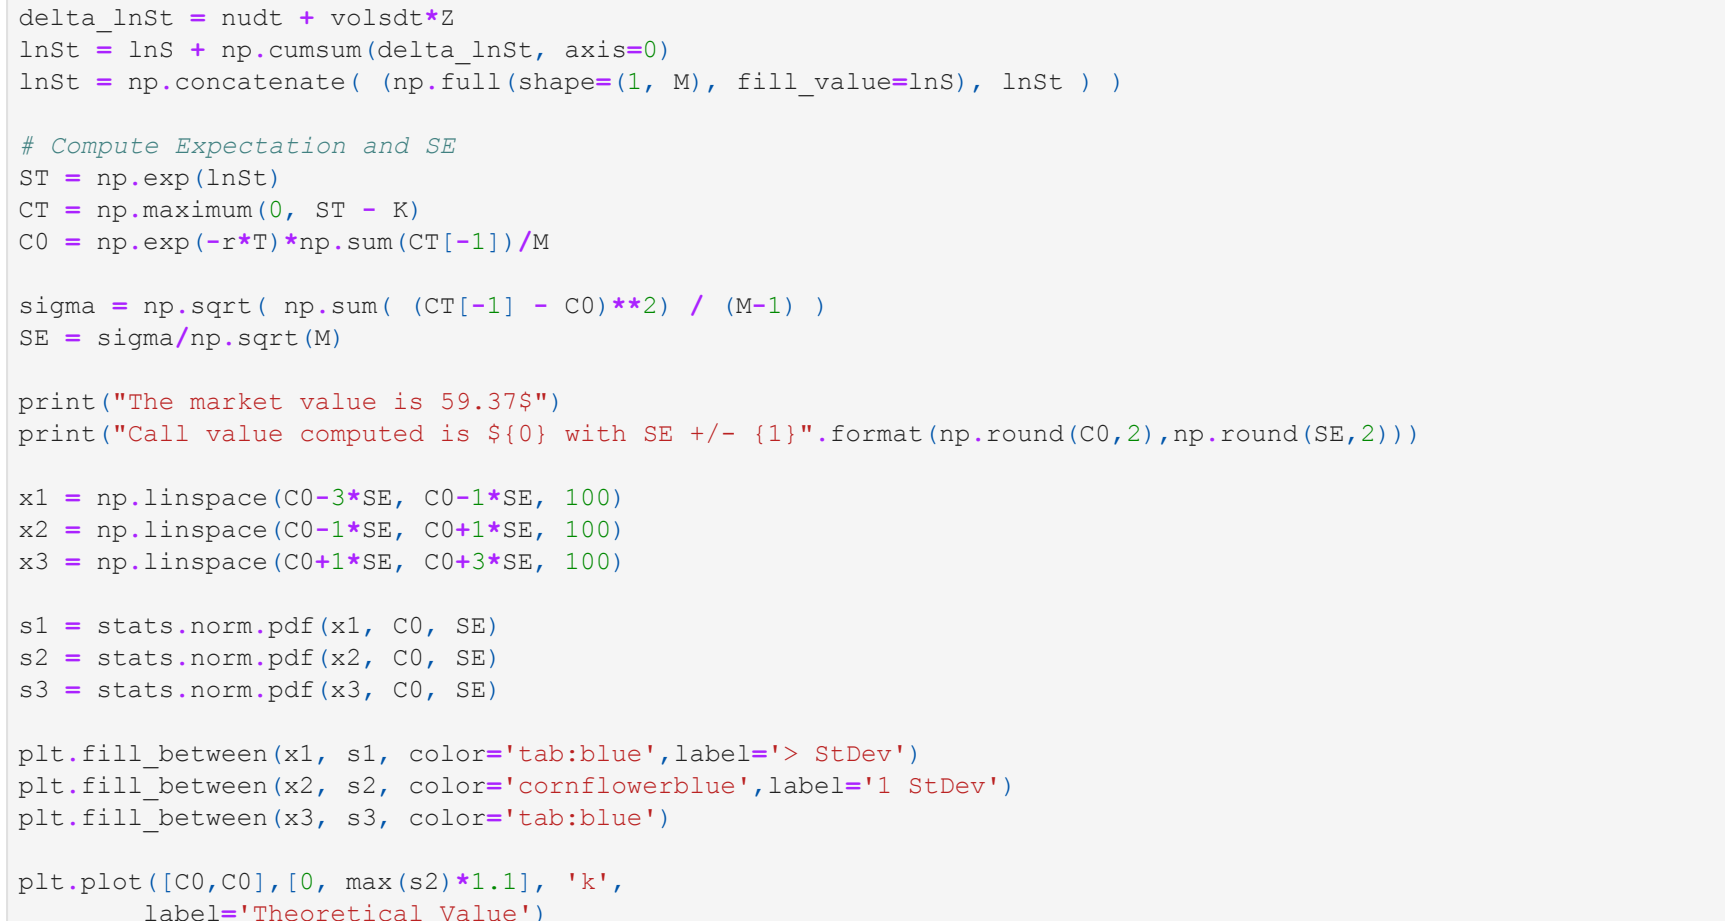 delta_lnSt = nudt + volsdt*Z
lnSt = lnS + np.cumsum(delta_lnSt, axis=0)
lnSt = np.concatenate( (np.full(shape=(1, M), fill_value=lnS), lnSt ) )
# Compute Expectation and SE
ST = np.exp(lnSt)
CT = np.maximum(0, ST - K)
C0 = np.exp(-r*T)*np.sum(CT[-1])/M
sigma = np.sqrt( np.sum( (CT[-1] - C0)**2) / (M-1) )
SE = sigma/np.sqrt(M)
print("The market value is 59.37$")
print("Call value computed is ${0} with SE +/- {1}".format(np.round(C0,2),np.round(SE,2)))
x1 = np.linspace(C0-3*SE, C0-1*SE, 100)
x2 = np.linspace(C0-1*SE, C0+1*SE, 100)
x3 = np.linspace(C0+1*SE, C0+3*SE, 100)
s1 = stats.norm.pdf(x1, C0, SE)
s2 = stats.norm.pdf(x2, C0, SE)
s3 = stats.norm.pdf(x3, C0, SE)
plt.fill_between(x1, s1, color='tab:blue',label='> StDev')
plt.fill_between(x2, s2, color='cornflowerblue',label='1 StDev')
plt.fill_between(x3, s3, color='tab:blue')
plt.plot([C0,C0],[0, max(s2)*1.1], 'k',
label='Theoretical Value')